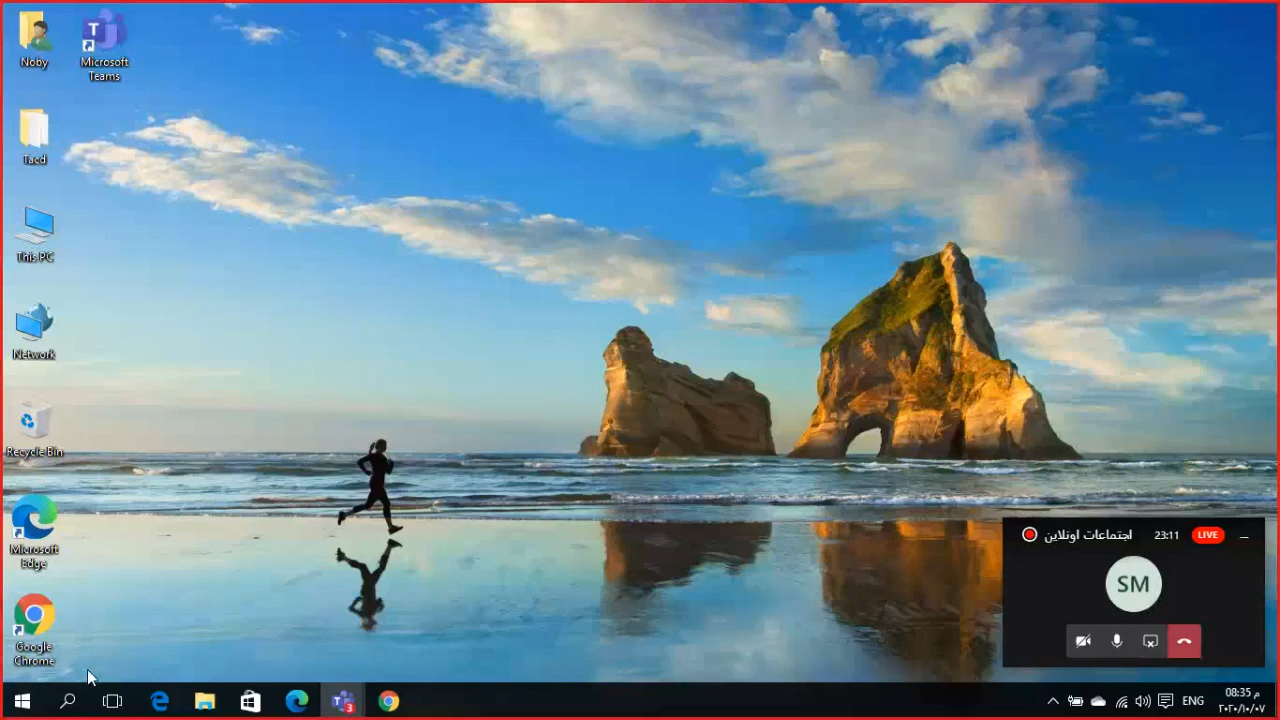 Noby
Microsoft
Teams
Tacd
This PC
Network
Recycle Bin
Microsoft
Edge
Google
Chrome
اجتماعات اونلاين 23:11 LIVE
SM
3
ENG
08:35 م
٢٠٢٠/١٠/٠٧